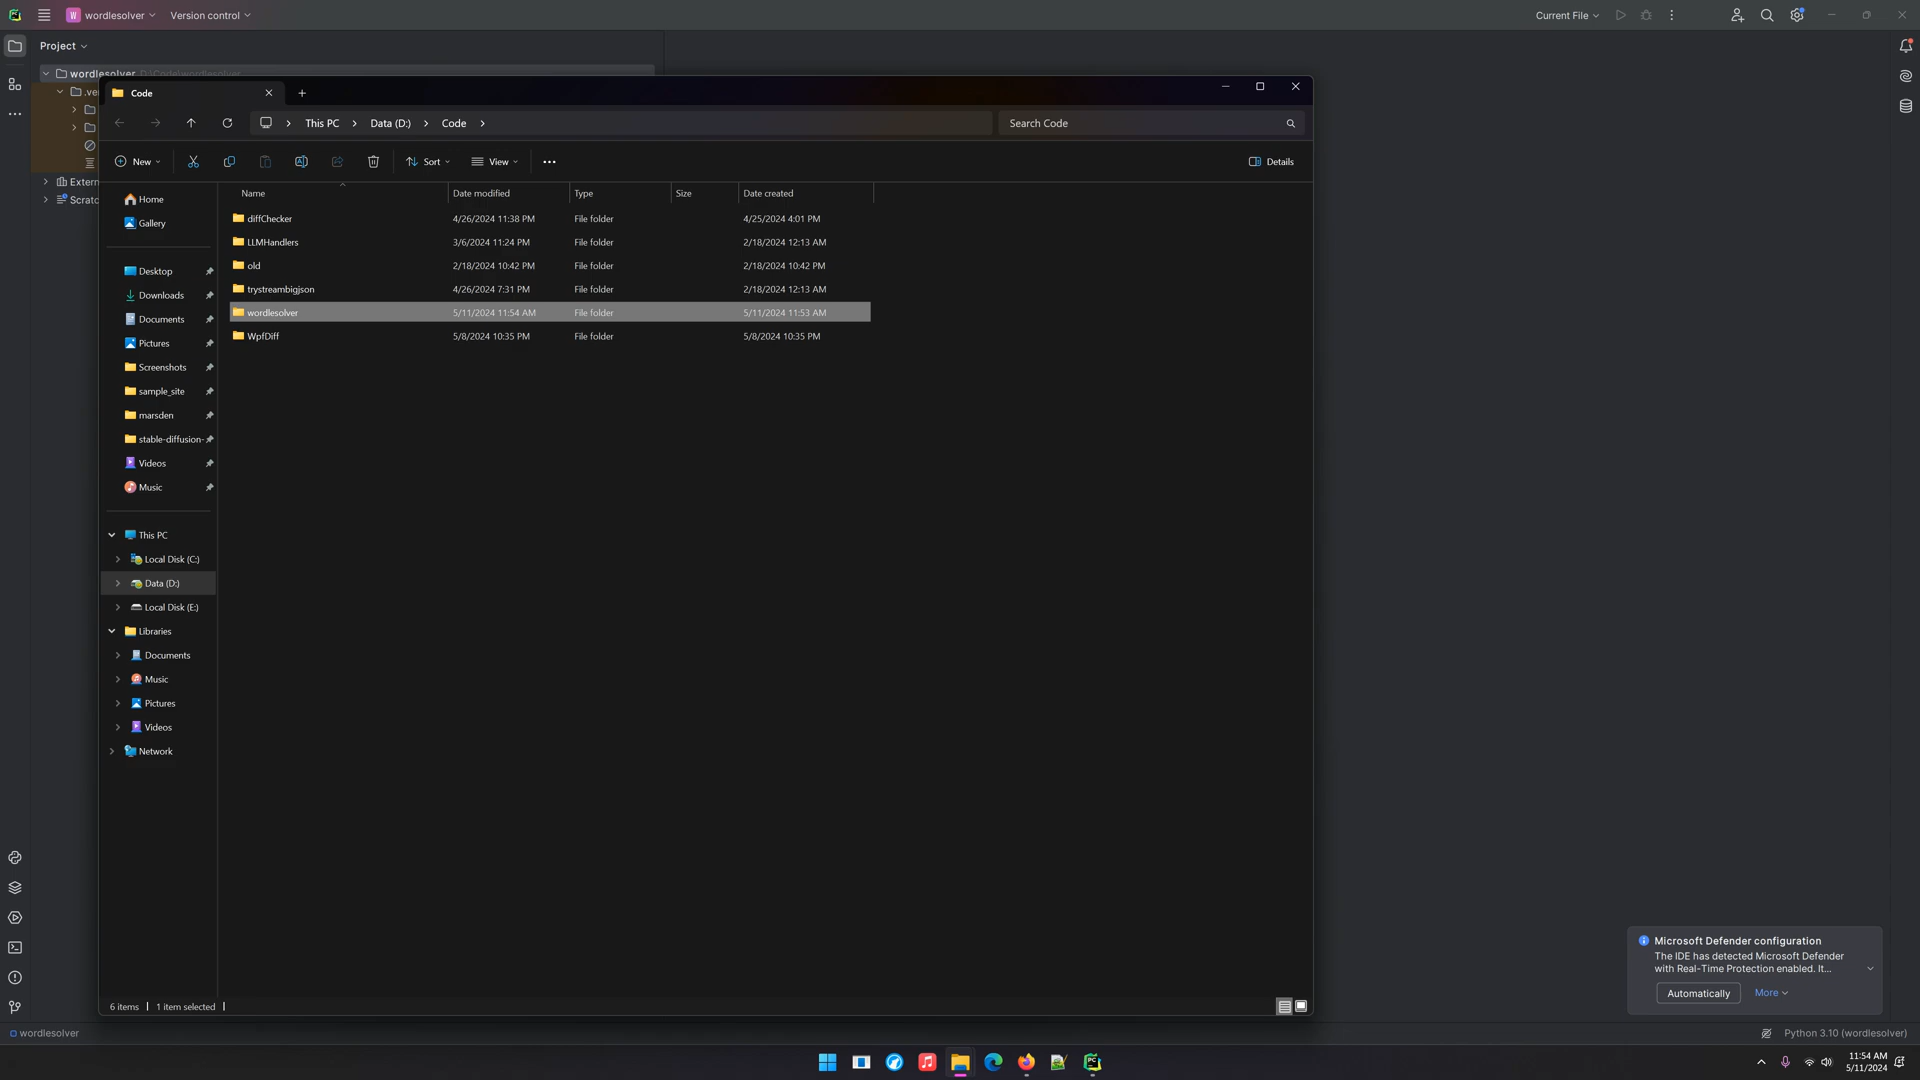 W wordlesolver Version control Current File
Project
wordlesolver D:\Code\wordlesolver
.ve
Extern
Scratc
Code
This PC Data (D:) Code Search Code
New Sort View Details
Name Date modified Type Size Date created
diffChecker 4/26/2024 11:38 PM File folder 4/25/2024 4:01 PM
LLMHandlers 3/6/2024 11:24 PM File folder 2/18/2024 12:13 AM
old 2/18/2024 10:42 PM File folder 2/18/2024 10:42 PM
trystreambigjson 4/26/2024 7:31 PM File folder 2/18/2024 12:13 AM
wordlesolver 5/11/2024 11:54 AM File folder 5/11/2024 11:53 AM
WpfDiff 5/8/2024 10:35 PM File folder 5/8/2024 10:35 PM
Home
Gallery
Desktop
Downloads
Documents
Pictures
Screenshots
sample_site
marsden
stable-diffusion-
Videos
Music
This PC
Local Disk (C:)
Data (D:)
Local Disk (E:)
Libraries
Documents
Music
Pictures
Videos
Network
6 items 1 item selected
Microsoft Defender configuration
The IDE has detected Microsoft Defender
with Real-Time Protection enabled. It...
Automatically More
wordlesolver Python 3.10 (wordlesolver)
PC
11:54 AM
5/11/2024